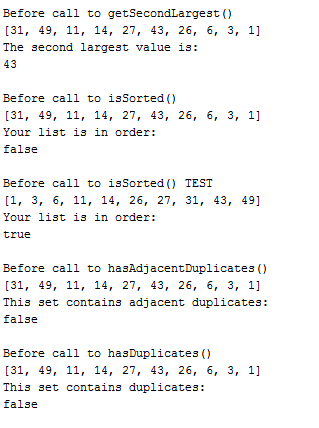 Before call to getSecondLargest()
[31, 49, 11, 14, 27, 43, 26, 6, 3, 1]
The second largest value is:
43
Before call to isSorted()
[31, 49, 11, 14, 27, 43, 26, 6, 3, 1]
Your list is in order:
false
Before call to isSorted() TEST
[1, 3, 6, 11, 14, 26, 27, 31, 43, 49]
Your list is in order:
true
Before call to hasAdjacentDuplicates()
[31, 49, 11, 14, 27, 43, 26, 6, 3, 1]
This set contains adjacent duplicates:
false
Before call to hasDuplicates()
[31, 49, 11, 14, 27, 43, 26, 6, 3, 1]
This set contains duplicates:
false